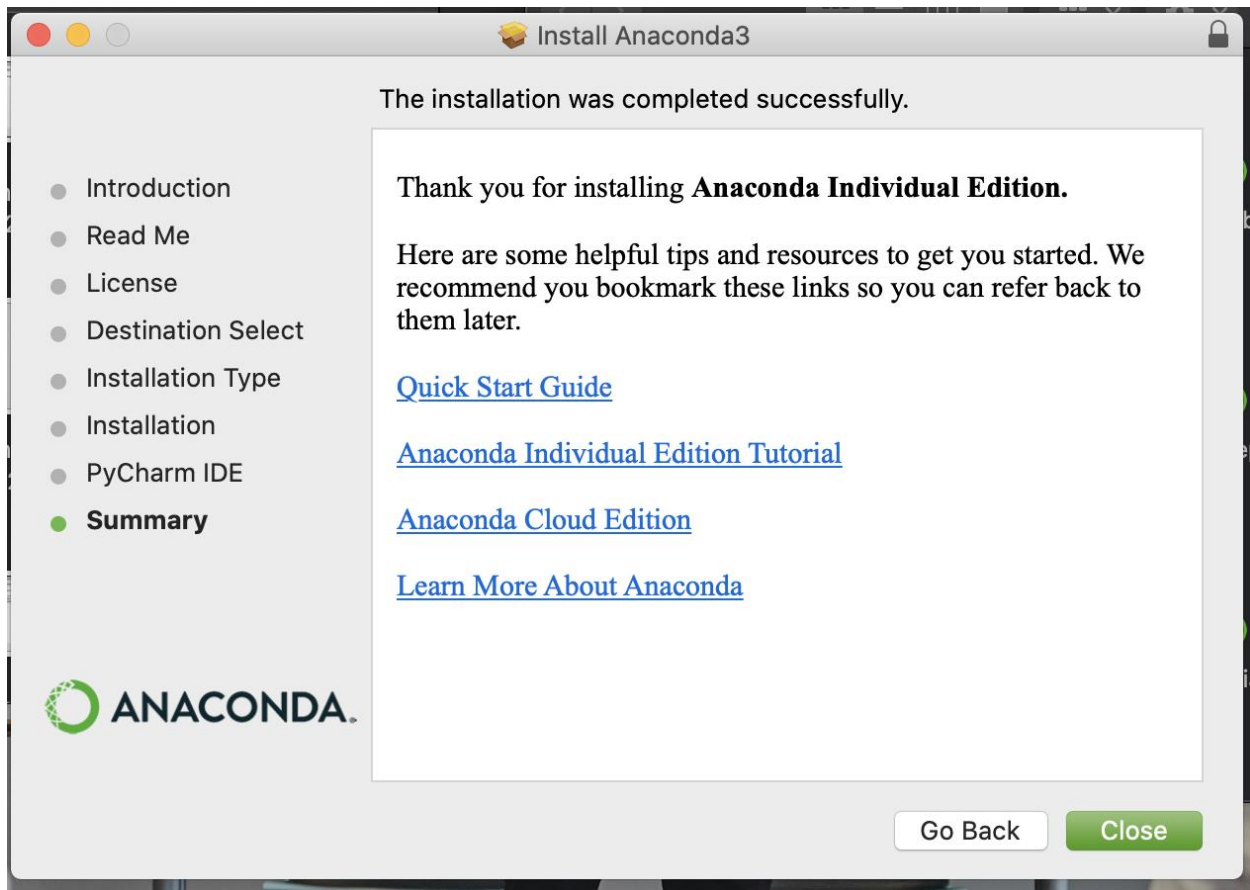 Install Anaconda3
The installation was completed successfully.
Introduction
Read Me
License
Destination Select
Installation Type
Installation
PyCharm IDE
Summary
Thank you for installing Anaconda Individual Edition.
Here are some helpful tips and resources to get you started. We
recommend you bookmark these links so you can refer back to
them later.
Quick Start Guide
Anaconda Individual Edition Tutorial
Anaconda Cloud Edition
Learn More About Anaconda
ANACONDA.
Go Back
Close